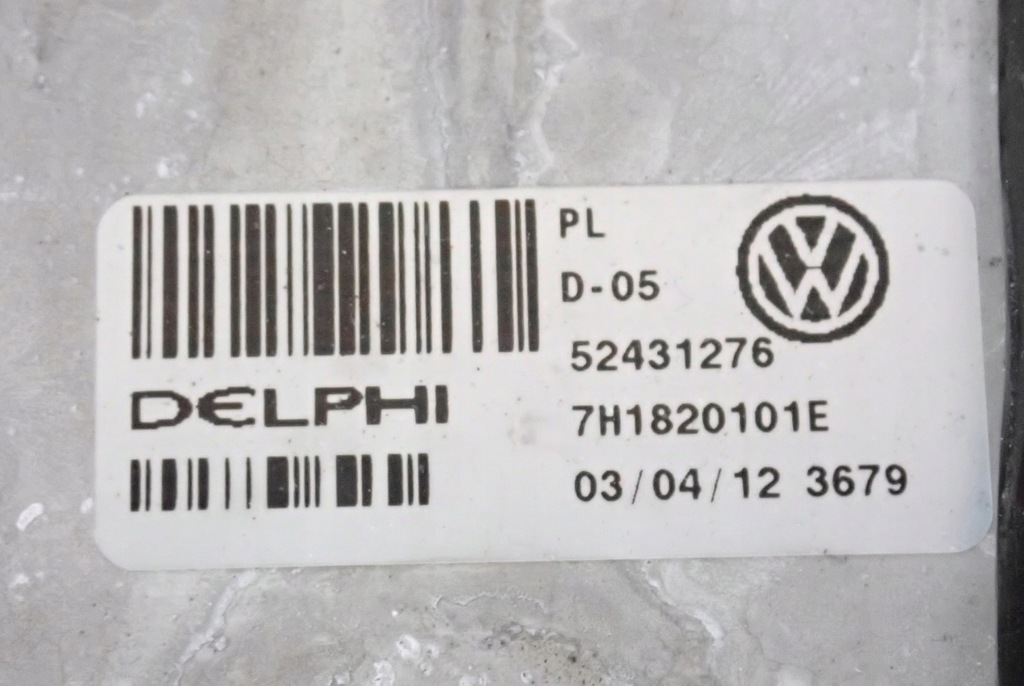 PL
D-05
52431276
DELPHI
7H1820101E
03/04/12 3679